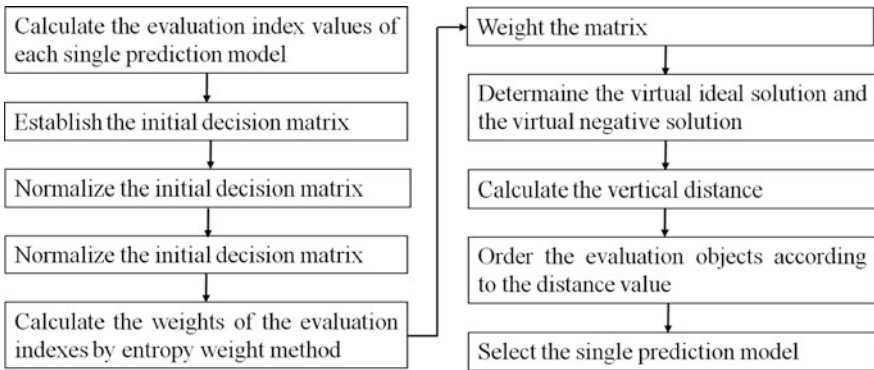 Calculate the evaluation index values of
each single prediction model
Establish the initial decision matrix
Normalize the initial decision matrix
Normalize the initial decision matrix
Calculate the weights of the evaluation
indexes by entropy weight method
Weight the matrix
Determaine the virtual ideal solution and
the virtual negative solution
Calculate the vertical distance
Order the evaluation objects according
to the distance value
Select the single prediction model